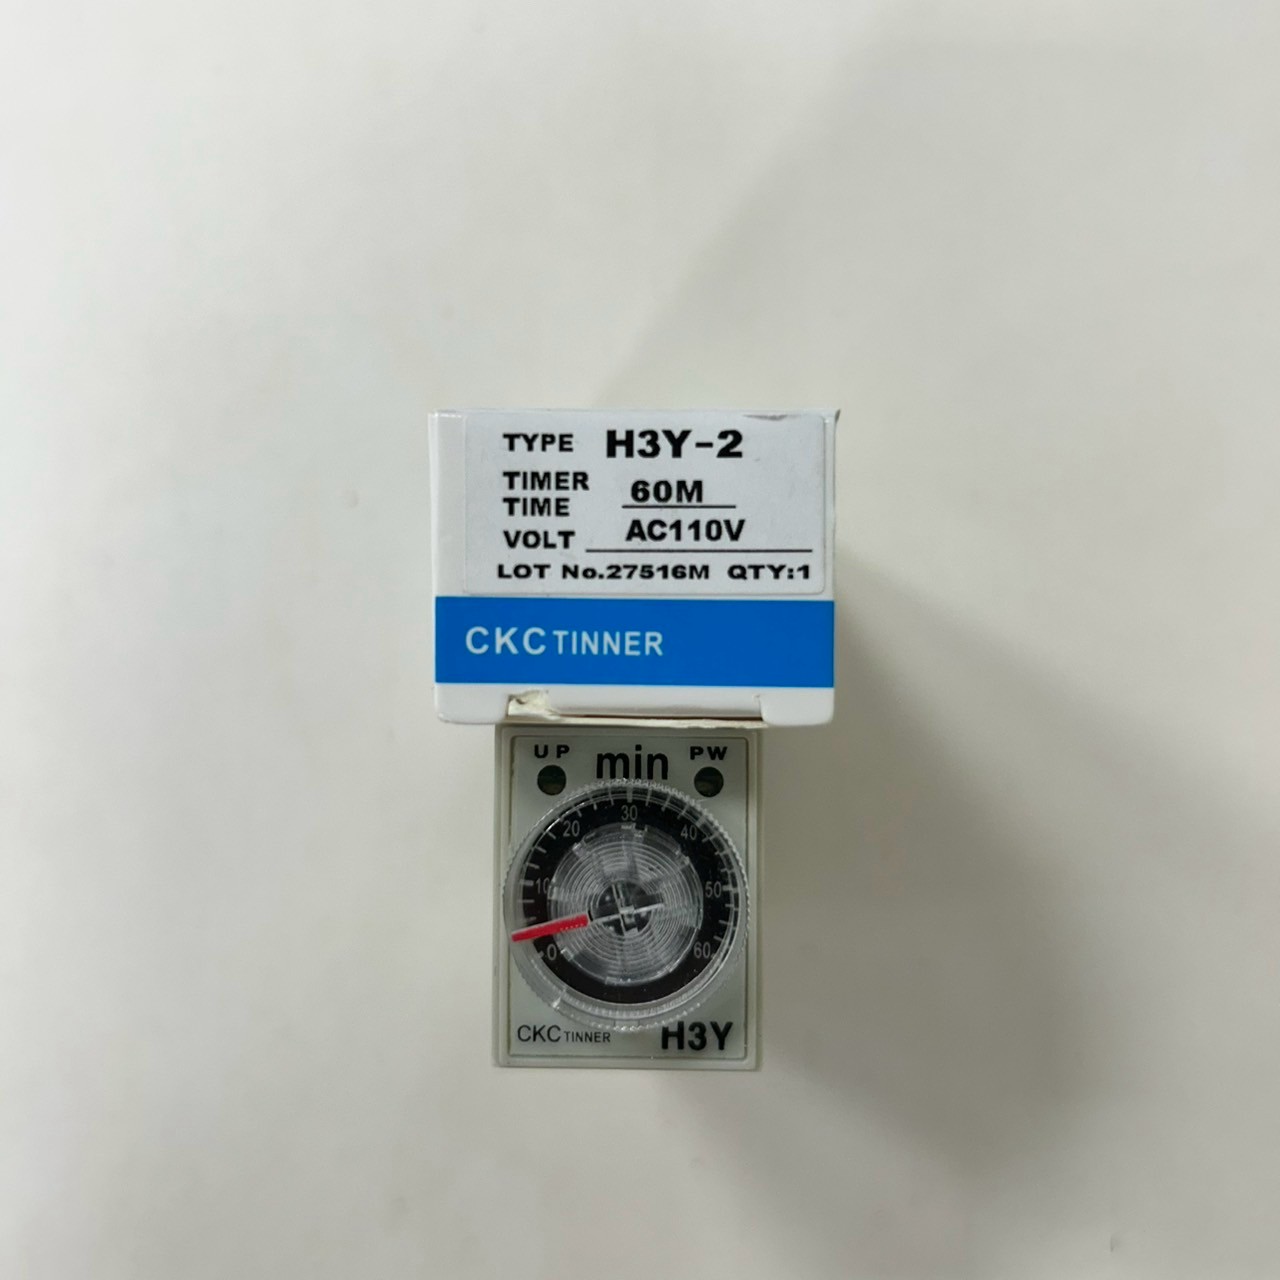 TYPE H3Y-2
TIMER
TIME 60M
VOLT AC110V
LOT No.27516M QTY:1
CKC TINNER
UP min PW
30
20 40
10 50
0 60
CKC TINNER H3Y